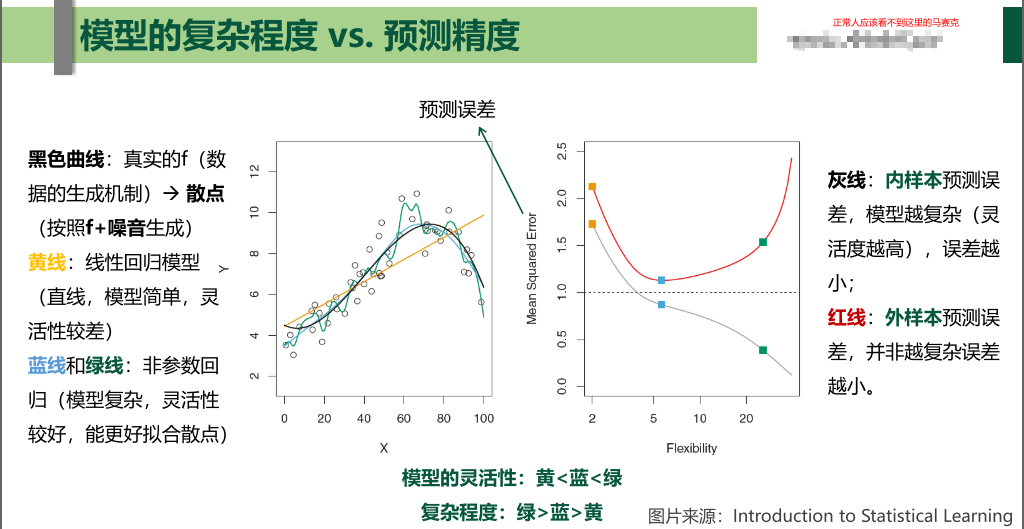 模型的复杂程度 vs. 预测精度
正常人应该看不到这里的马赛克
预测误差
黑色曲线：真实的f（数
据的生成机制）→ 散点
（按照f+噪音生成）
黄线：线性回归模型
（直线，模型简单，灵
活性较差）
蓝线和绿线：非参数回
归（模型复杂，灵活性
较好，能更好拟合散点）
Y
12
10
8
6
4
2
0 20 40 60 80 100
X
Mean Squared Error
2.5
2.0
1.5
1.0
0.5
0.0
2 5 10 20
Flexibility
灰线：内样本预测误
差，模型越复杂（灵
活度越高），误差越
小；
红线：外样本预测误
差，并非越复杂误差
越小。
模型的灵活性：黄<蓝<绿
复杂程度：绿>蓝>黄
图片来源：Introduction to Statistical Learning